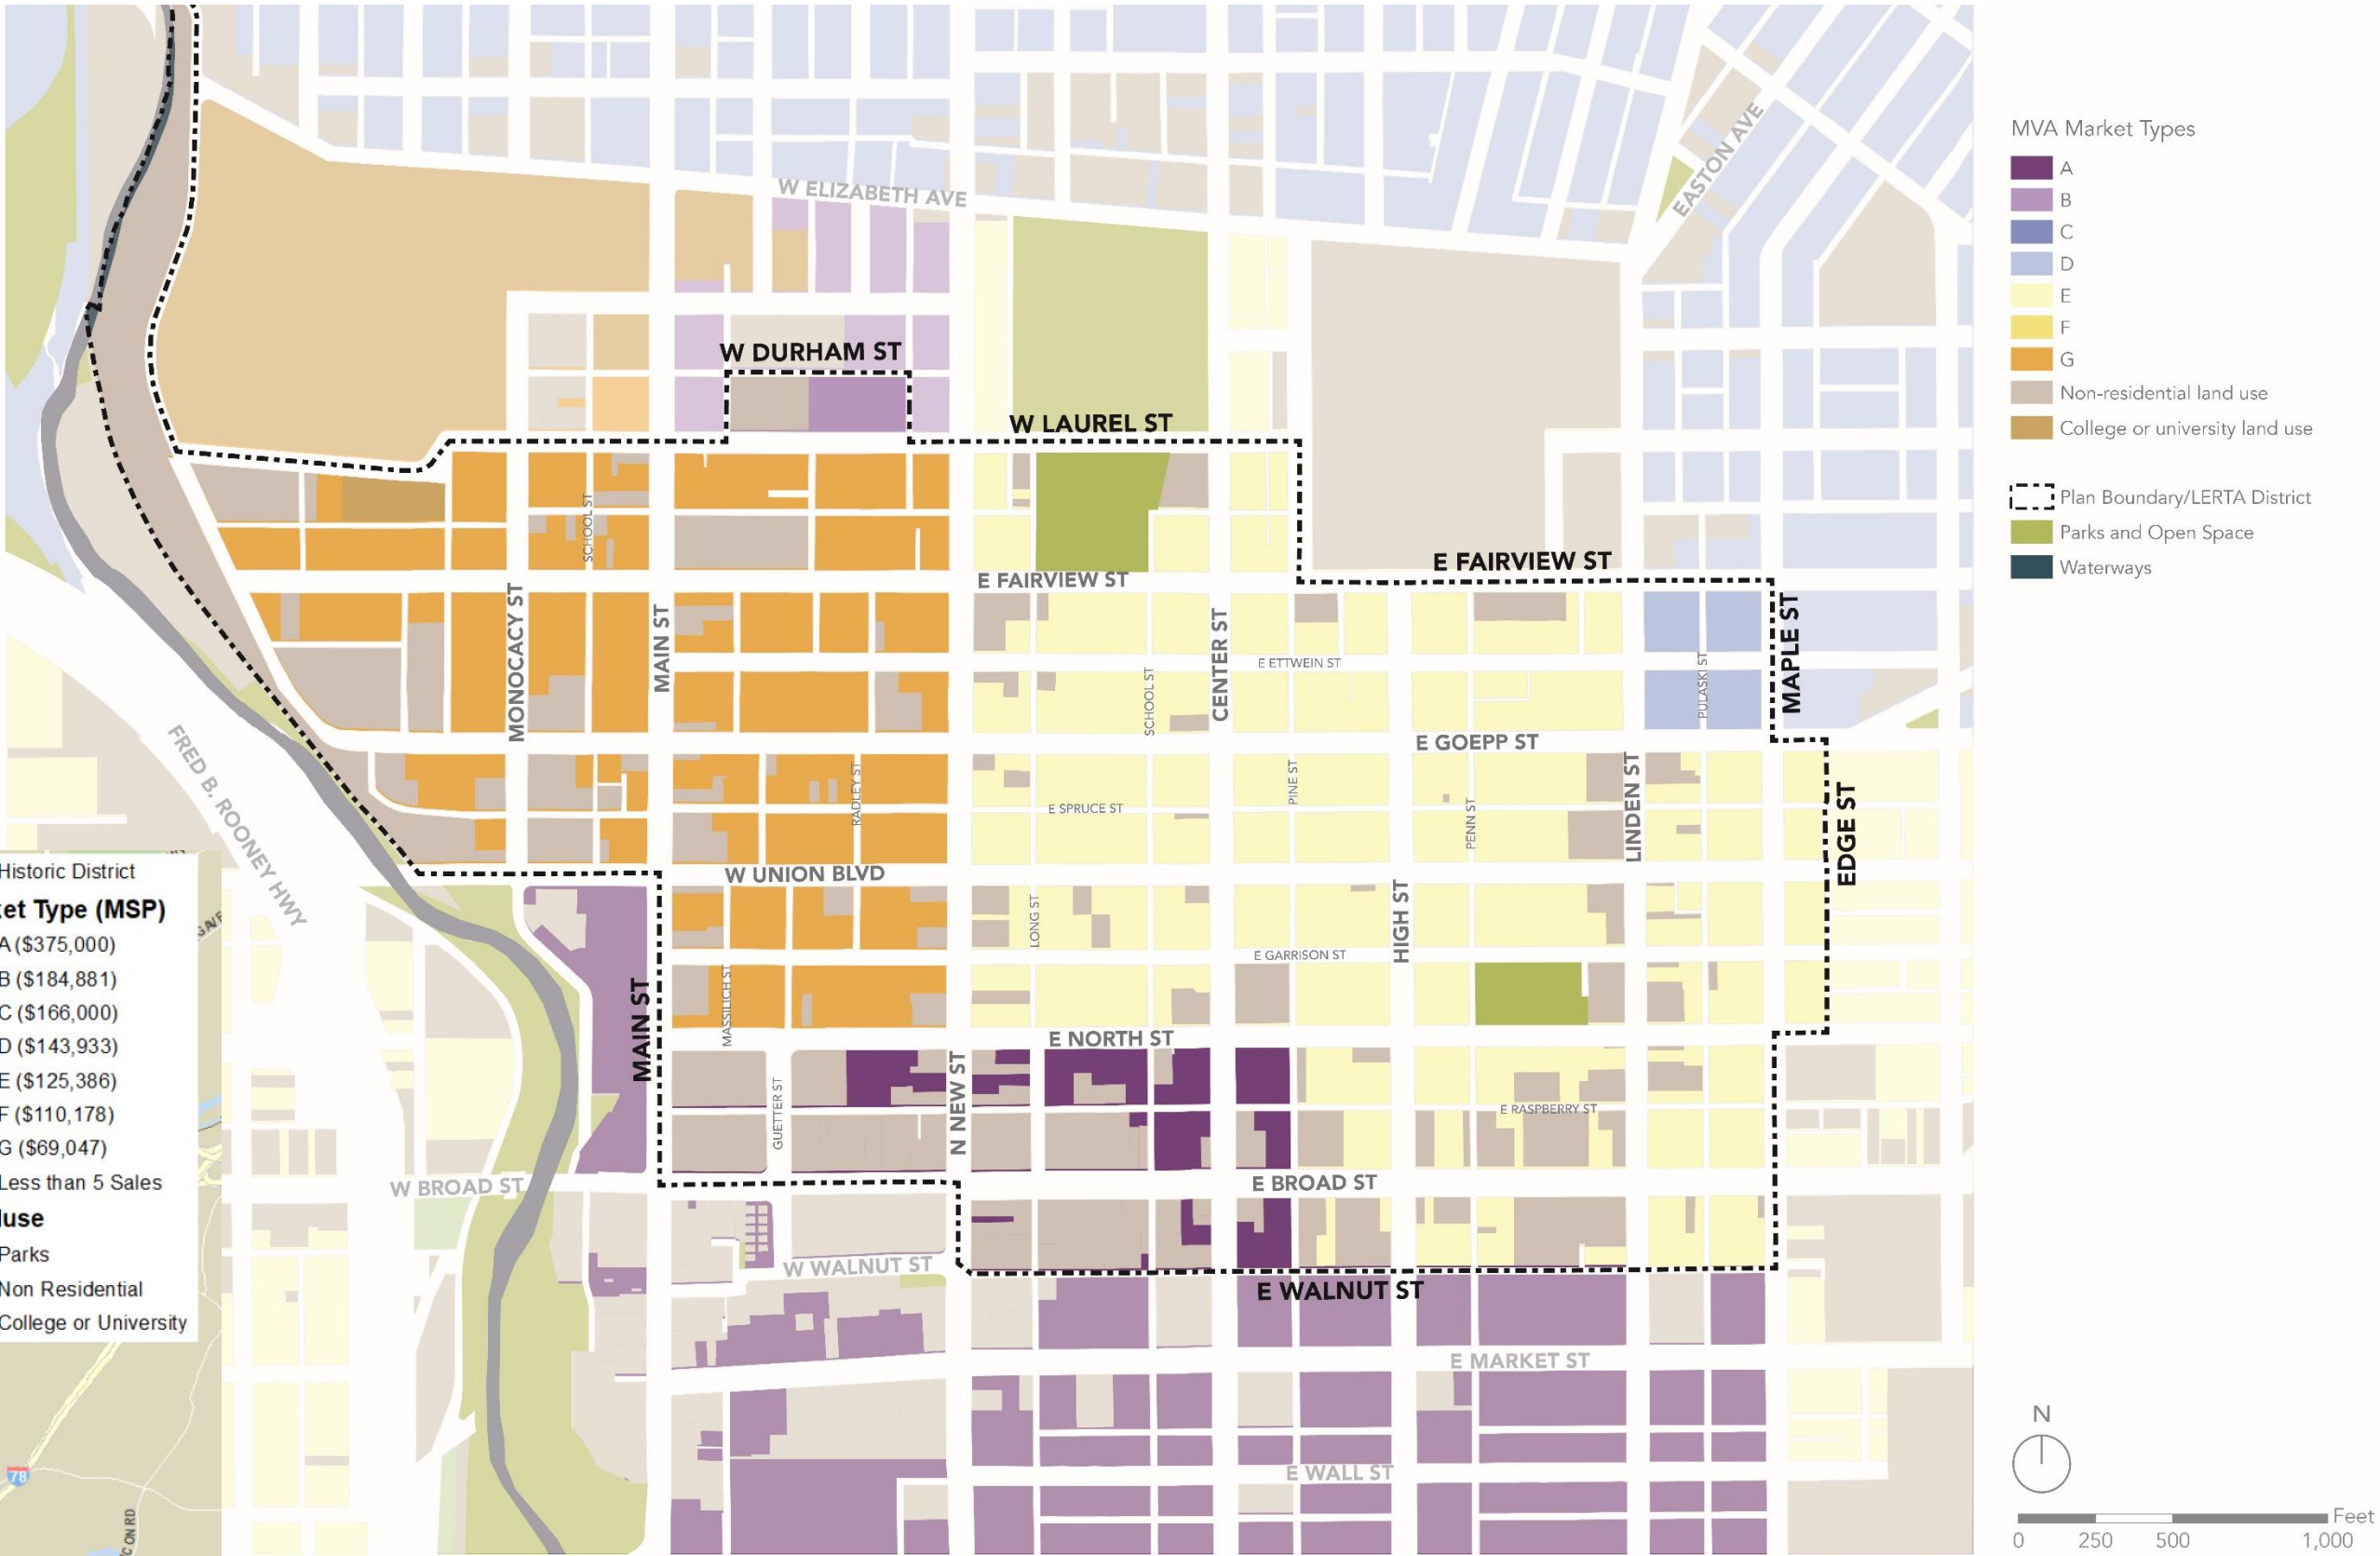 W ELIZABETH AVE
EASTON AVE
W DURHAM ST
W LAUREL ST
SCHOOL ST
E FAIRVIEW ST
E FAIRVIEW ST
MONOCACY ST
MAIN ST
CENTER ST
E ETTWEIN ST
SCHOOL ST
PULASKI ST
MAPLE ST
FRED B. ROONEY HWY
E GOEPP ST
RADLEY ST
E SPRUCE ST
PINE ST
PENN ST
LINDEN ST
EDGE ST
W UNION BLVD
LONG ST
HIGH ST
E GARRISON ST
MAIN ST
MASSILICH ST
E NORTH ST
GUETTER ST
N NEW ST
E RASPBERRY ST
W BROAD ST
E BROAD ST
W WALNUT ST
E WALNUT ST
E MARKET ST
E WALL ST
MVA Market Types
A
B
C
D
E
F
G
Non-residential land use
College or university land use
Plan Boundary/LERTA District
Parks and Open Space
Waterways
Historic District
et Type (MSP)
A ($375,000)
B ($184,881)
C ($166,000)
D ($143,933)
E ($125,386)
F ($110,178)
G ($69,047)
Less than 5 Sales
use
Parks
Non Residential
College or University
78
ON RD
N
Feet
0 250 500 1,000